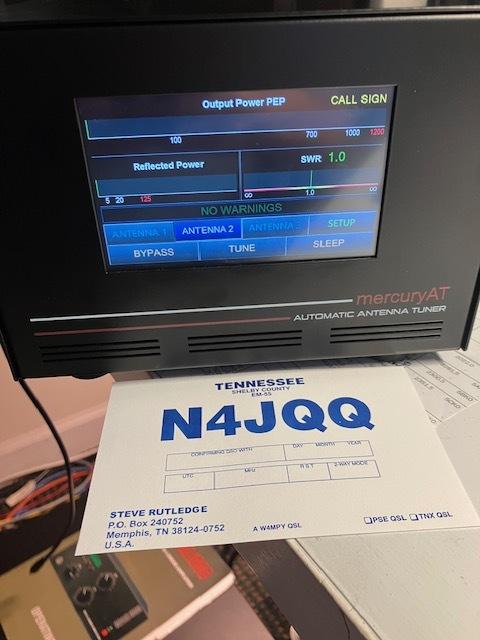 Output Power PEP
CALL SIGN
100 700 1000 1200
Reflected Power
5 20 125
SWR 1.0
∞ 1.0 ∞
NO WARNINGS
ANTENNA 1 ANTENNA 2 ANTENNA SETUP
BYPASS TUNE SLEEP
mercuryAT
AUTOMATIC ANTENNA TUNER
TENNESSEE
SHELBY COUNTY
EM-55
N4JQQ
CONFIRMING QSO WITH DAY MONTH YEAR
UTC MHz R S T 2-WAY MODE
STEVE RUTLEDGE
P.O. Box 240752
Memphis, TN 38124-0752
U.S.A.
A W4MPY QSL
PSE QSL TNX QSL